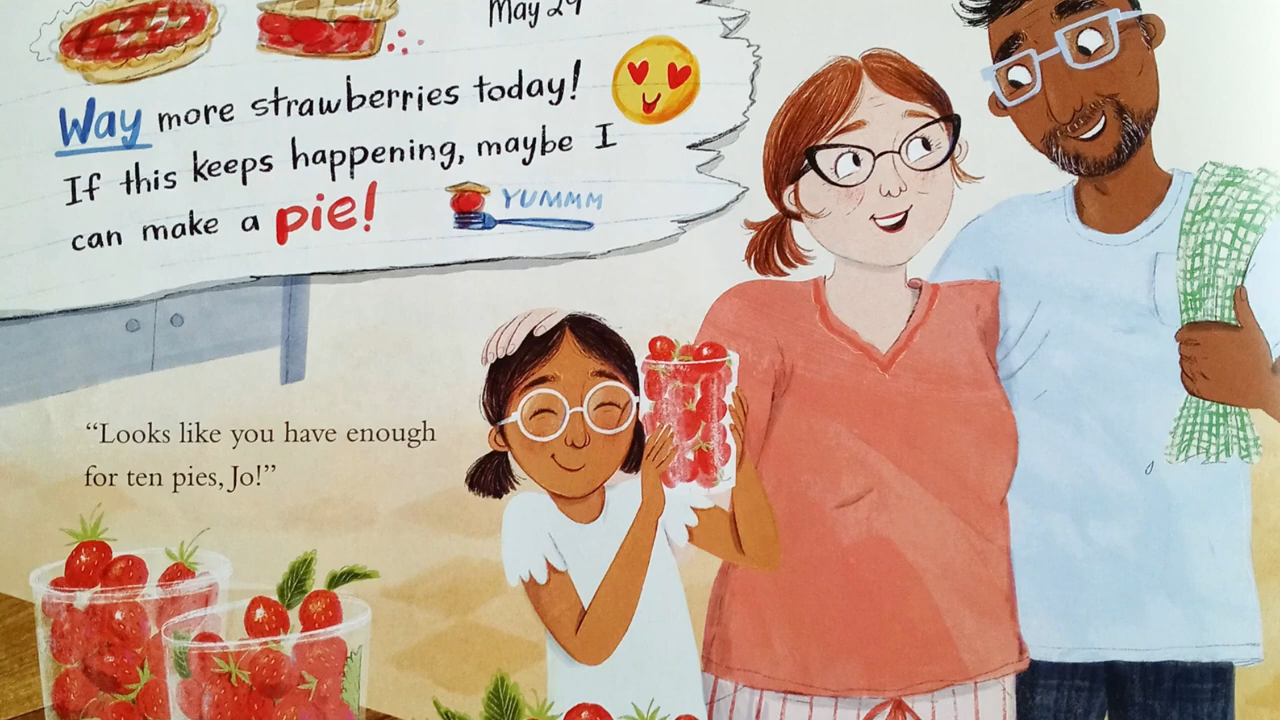 May 29
Way more strawberries today!
If this keeps happening, maybe I
can make a pie!
YUMMM
“Looks like you have enough
for ten pies, Jo!”